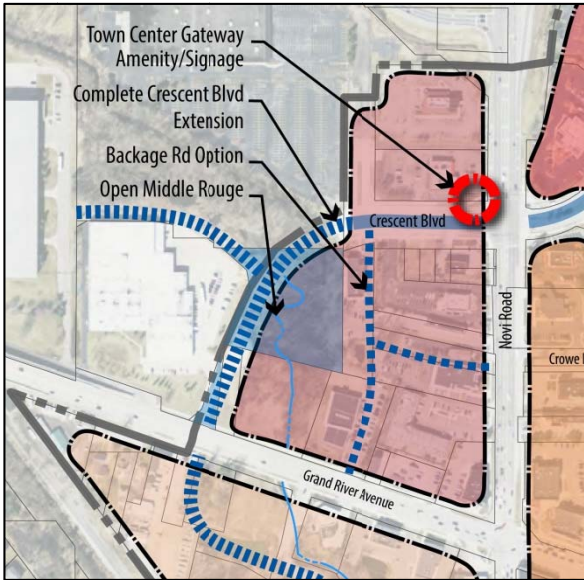 Town Center Gateway
Amenity/Signage
Complete Crescent Blvd
Extension
Backage Rd Option
Open Middle Rouge
Crescent Blvd
Novi Road
Crowe
Grand River Avenue